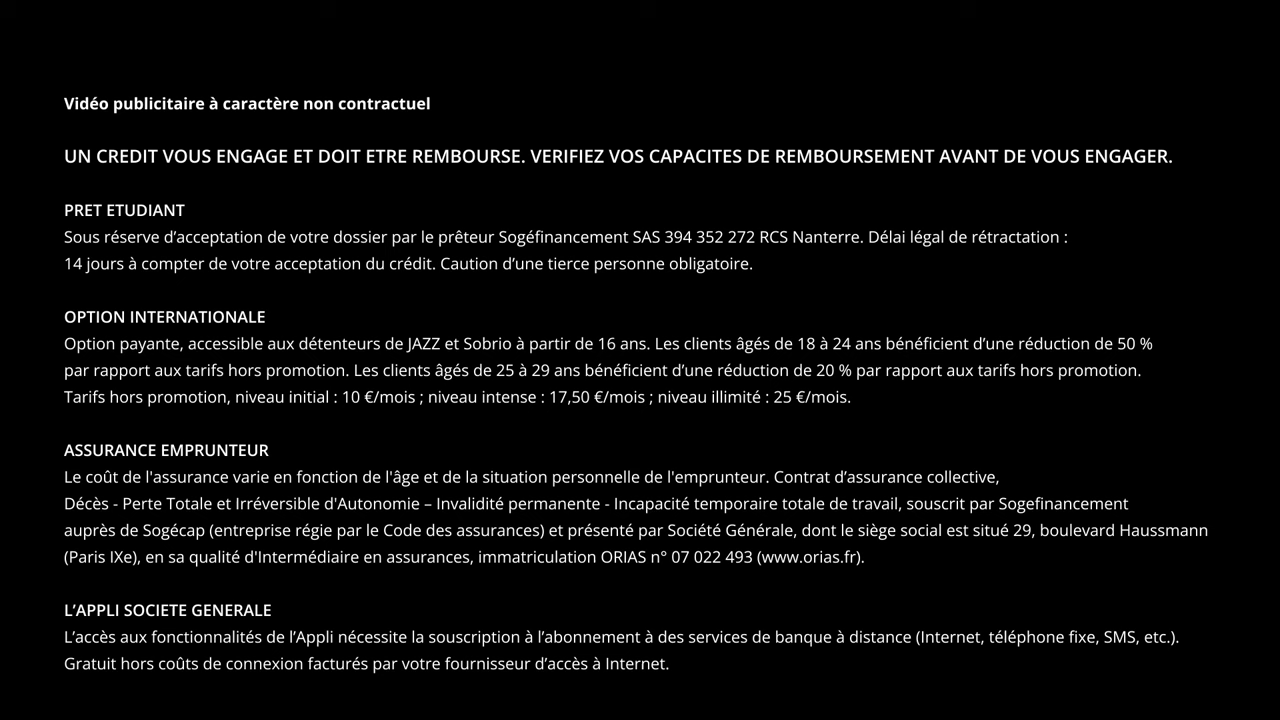 Vidéo publicitaire à caractère non contractuel
UN CREDIT VOUS ENGAGE ET DOIT ETRE REMBOURSE. VERIFIEZ VOS CAPACITES DE REMBOURSEMENT AVANT DE VOUS ENGAGER.
PRET ETUDIANT
Sous réserve d’acceptation de votre dossier par le prêteur Sogéfinancement SAS 394 352 272 RCS Nanterre. Délai légal de rétractation :
14 jours à compter de votre acceptation du crédit. Caution d’une tierce personne obligatoire.
OPTION INTERNATIONALE
Option payante, accessible aux détenteurs de JAZZ et Sobrio à partir de 16 ans. Les clients âgés de 18 à 24 ans bénéficient d’une réduction de 50 %
par rapport aux tarifs hors promotion. Les clients âgés de 25 à 29 ans bénéficient d’une réduction de 20 % par rapport aux tarifs hors promotion.
Tarifs hors promotion, niveau initial : 10 €/mois ; niveau intense : 17,50 €/mois ; niveau illimité : 25 €/mois.
ASSURANCE EMPRUNTEUR
Le coût de l'assurance varie en fonction de l'âge et de la situation personnelle de l'emprunteur. Contrat d’assurance collective,
Décès - Perte Totale et Irréversible d'Autonomie – Invalidité permanente - Incapacité temporaire totale de travail, souscrit par Sogefinancement
auprès de Sogécap (entreprise régie par le Code des assurances) et présenté par Société Générale, dont le siège social est situé 29, boulevard Haussmann
(Paris IXe), en sa qualité d'Intermédiaire en assurances, immatriculation ORIAS n° 07 022 493 (www.orias.fr).
L’APPLI SOCIETE GENERALE
L’accès aux fonctionnalités de l’Appli nécessite la souscription à l’abonnement à des services de banque à distance (Internet, téléphone fixe, SMS, etc.).
Gratuit hors coûts de connexion facturés par votre fournisseur d’accès à Internet.